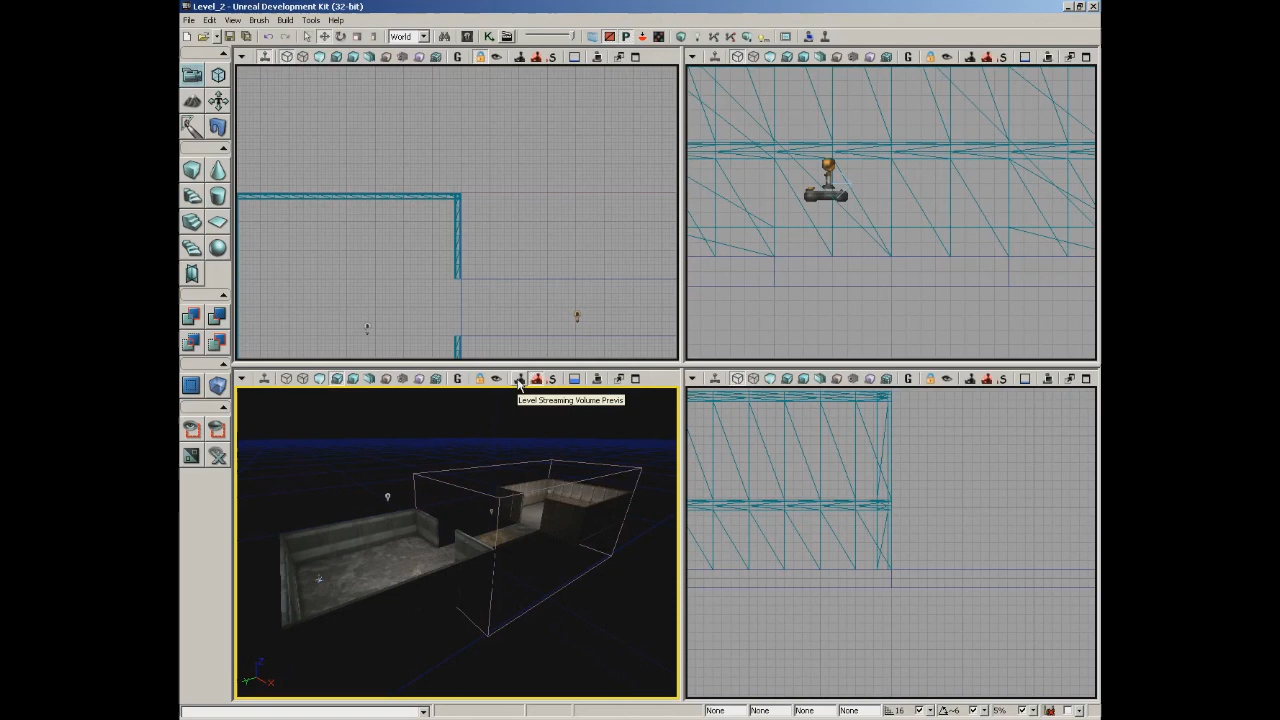 Level_2 - Unreal Development Kit (32-bit)
File Edit View Brush Build Tools Help
World
P
G S
G S
G S
G S
Level Streaming Volume Previs
Z
Y X
None None None None 16 ~6 5%